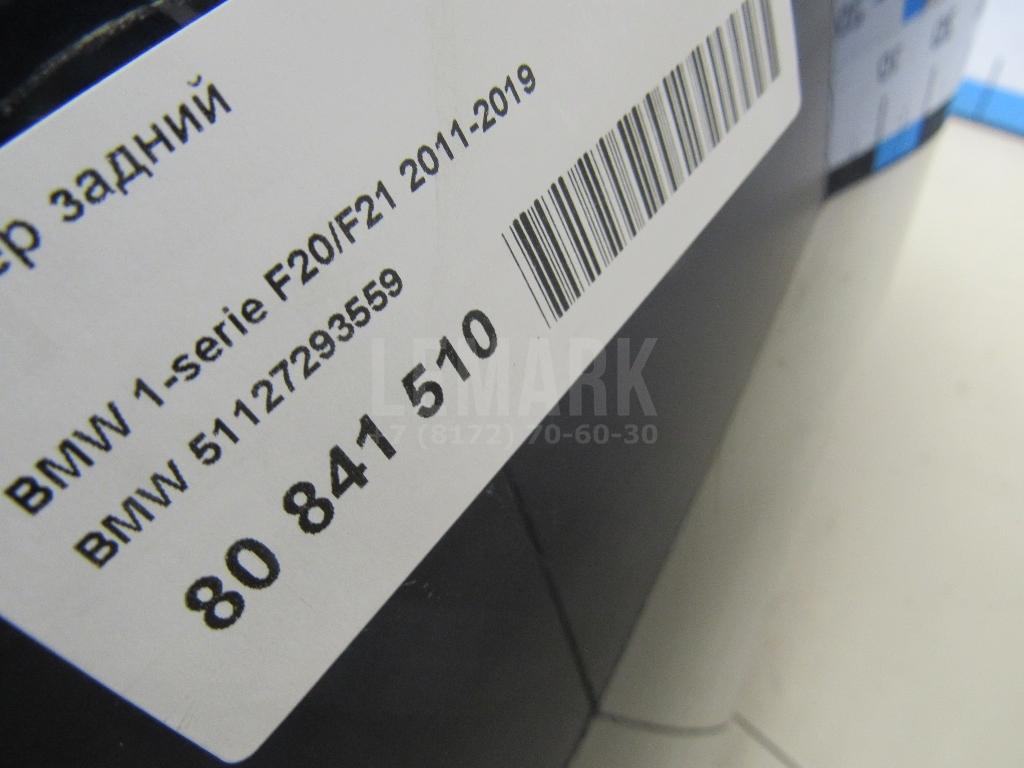 задний
BMW 1-serie F20/F21 2011-2019
BMW 51127293559
80 841 510
LEMARK
+7 (8172) 70-60-30